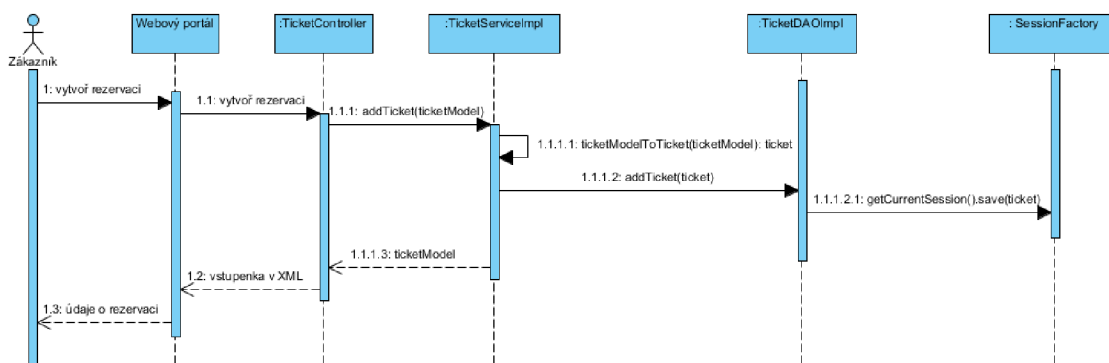 Webový portál
:TicketController
:TicketServiceImpl
:TicketDAOImpl
: SessionFactory
Zákazník
1: vytvoř rezervaci
1.1: vytvoř rezervaci
1.1.1: addTicket(ticketModel)
1.1.1.1: ticketModelToTicket(ticketModel): ticket
1.1.1.2: addTicket(ticket)
1.1.1.2.1: getCurrentSession().save(ticket)
1.1.1.3: ticketModel
1.2: vstupenka v XML
1.3: údaje o rezervaci